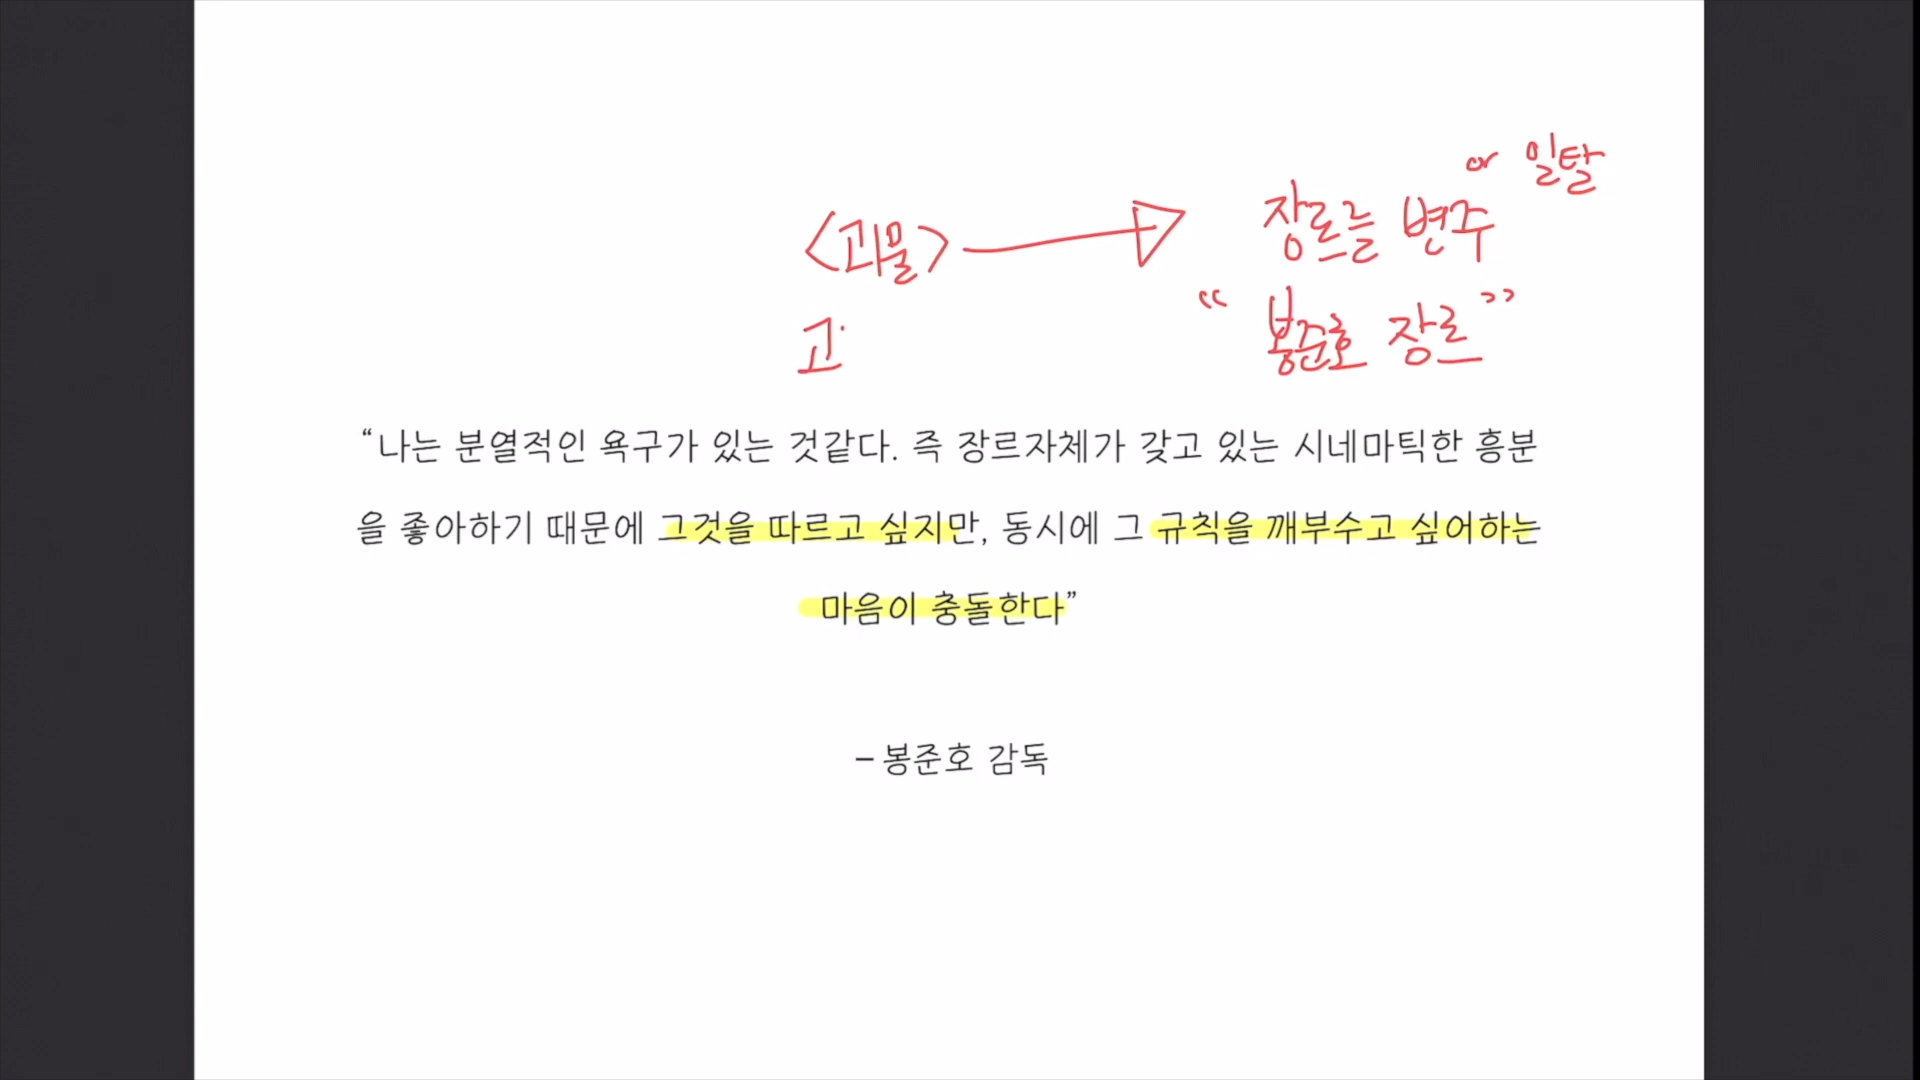 or 일탈
<괴물> 장르를 변주
고
“ 봉준호 장르 ”
“나는 분열적인 욕구가 있는 것같다. 즉 장르자체가 갖고 있는 시네마틱한 흥분
을 좋아하기 때문에 그것을 따르고 싶지만, 동시에 그 규칙을 깨부수고 싶어하는
마음이 충돌한다”
– 봉준호 감독